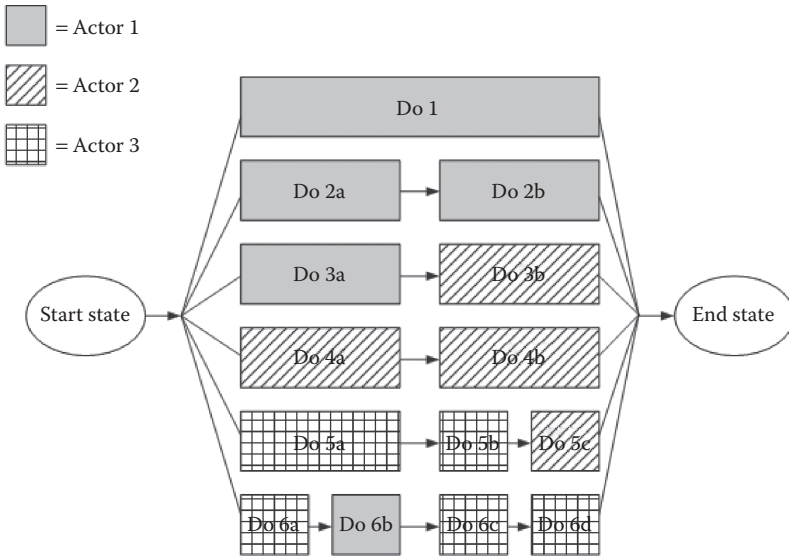 = Actor 1
= Actor 2
= Actor 3
Do 1
Do 2a
Do 2b
Do 3a
Do 3b
Start state
End state
Do 4a
Do 4b
Do 5a
Do 5b
Do 5c
Do 6a
Do 6b
Do 6c
Do 6d